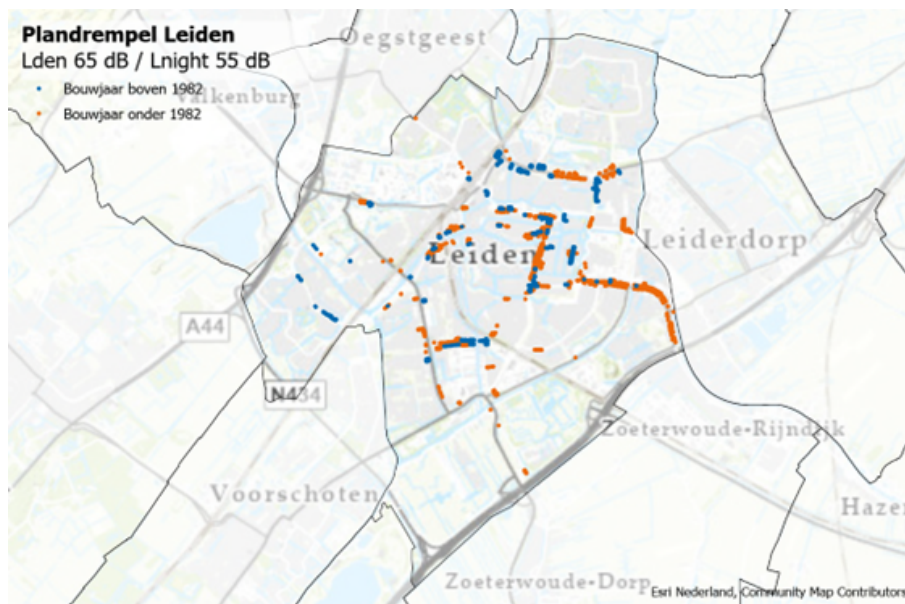 Plandrempel Leiden
Lden 65 dB / Lnight 55 dB
Bouwjaar boven 1982
Bouwjaar onder 1982
Oegstgeest
Valkenburg
Leiden
Leiderdorp
A44
N434
Zoeterwoude-Rijndijk
Voorschoten
Hazer
Zoeterwoude-Dorp
Esri Nederland, Community Map Contributors